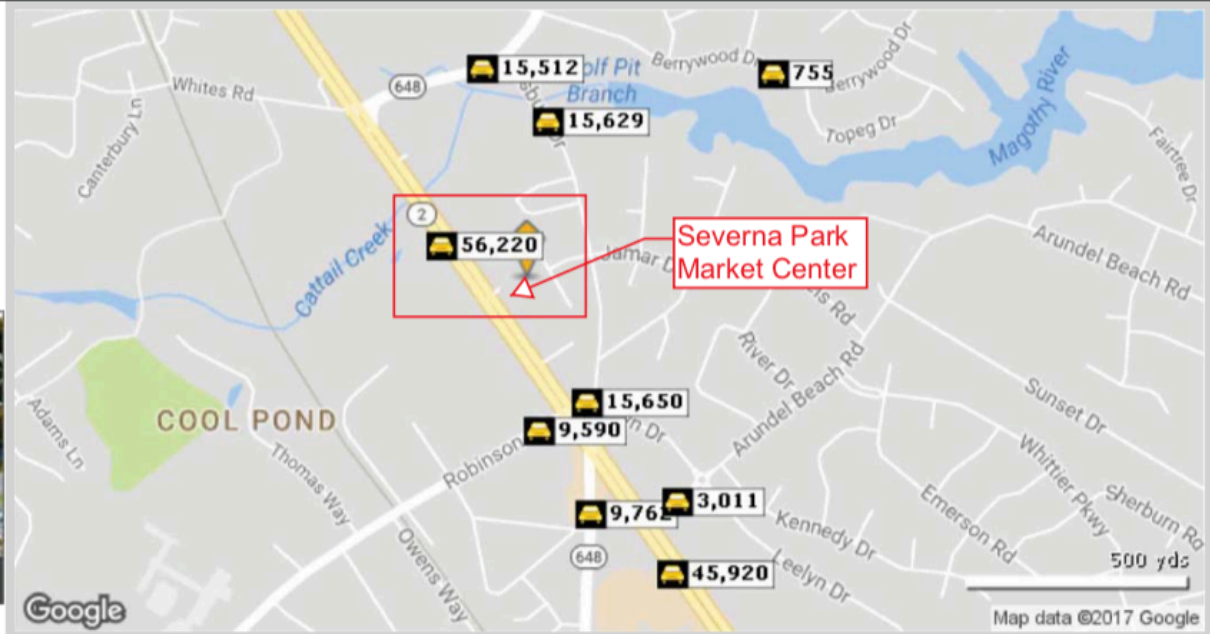 15,512
Berrywood D
755
Berrywood Dr
648
Whites Rd
olf Pit
Branch
15,629
Topeg Dr
Magothy River
Canterbury Ln
Fairtree Dr
2
56,220
Severna Park
Market Center
Jamar D
Arundel Beach Rd
Cattail Creek
ls Rd
River Dr
Arundel Beach Rd
Sunset Dr
15,650
9,590
n Dr
Adams Ln
COOL POND
Robinson
Thomas Way
Whittier Pkwy
3,011
9,762
Emerson Rd
Sherburn Rd
Kennedy Dr
Owens Way
648
45,920
Leelyn Dr
500 yds
Google
Map data ©2017 Google